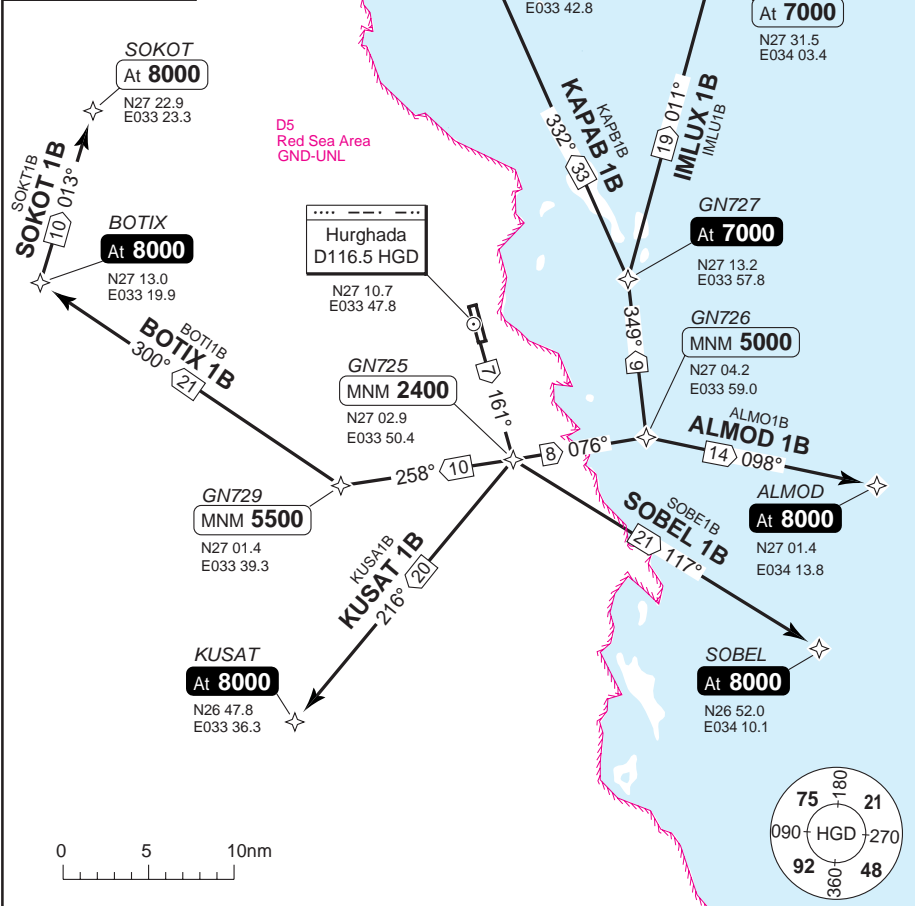 E033 42.8
At 7000
N27 31.5
E034 03.4
SOKOT
At 8000
N27 22.9
E033 23.3
SOKT1B
SOKOT 1B
10 013°
D5
Red Sea Area
GND-UNL
KAPB1B
KAPAB 1B
332° 33
19 011°
IMLUX 1B
IMLU1B
BOTIX
At 8000
N27 13.0
E033 19.9
Hurghada
D116.5 HGD
N27 10.7
E033 47.8
GN727
At 7000
N27 13.2
E033 57.8
BOTI1B
BOTIX 1B
300° 21
7 161°
349° 9
GN726
MNM 5000
N27 04.2
E033 59.0
GN725
MNM 2400
N27 02.9
E033 50.4
ALMO1B
ALMOD 1B
14 098°
8 076°
258° 10
GN729
MNM 5500
N27 01.4
E033 39.3
ALMOD
At 8000
N27 01.4
E034 13.8
SOBE1B
SOBEL 1B
21 117°
KUSA1B
KUSAT 1B
216° 20
KUSAT
At 8000
N26 47.8
E033 36.3
SOBEL
At 8000
N26 52.0
E034 10.1
180
75 21
090 HGD 270
92 48
360
0 5 10nm